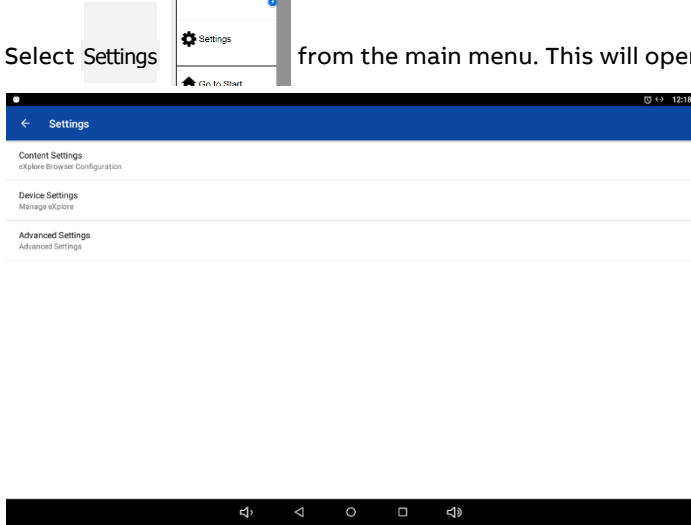 Settings
Select Settings from the main menu. This will open
Go to Start
12:18
Settings
Content Settings
eXplore Browser Configuration
Device Settings
Manage eXplore
Advanced Settings
Advanced Settings